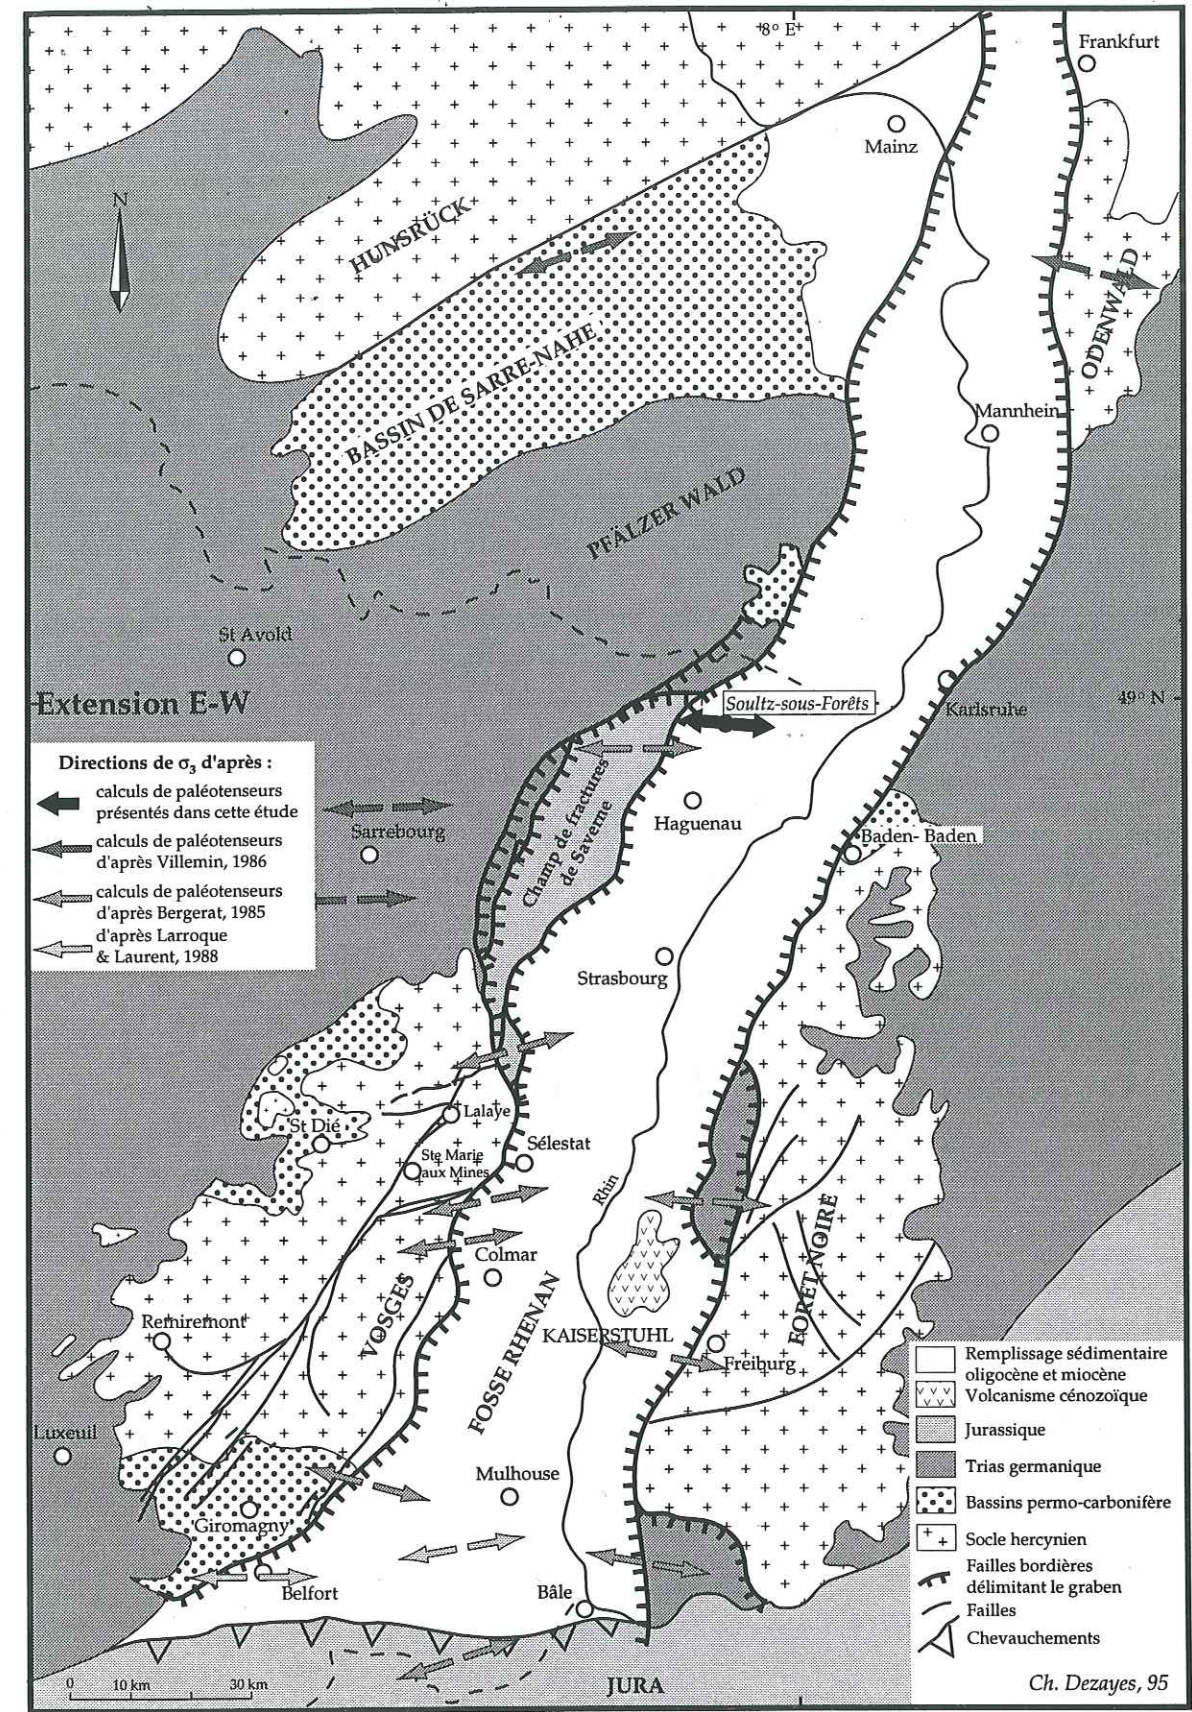 8° E
Frankfurt
Mainz
N
HUNSRÜCK
ODENWALD
BASSIN DE SARRE-NAHE
Mannhein
PFÄLZER WALD
St Avold
Extension E-W
Soultz-sous-Forêts
49° N
Karlsruhe
Directions de σ3 d'après :
calculs de paléotenseurs
présentés dans cette étude
calculs de paléotenseurs
d'après Villemin, 1986
calculs de paléotenseurs
d'après Bergerat, 1985
d'après Larroque
& Laurent, 1988
Sarrebourg
Champ de fractures
de Saverne
Haguenau
Baden- Baden
Strasbourg
Lalaye
St Dié
Ste Marie
aux Mines
Sélestat
Rhin
Colmar
VOSGES
FORET NOIRE
Remiremont
FOSSE RHENAN
KAISERSTUHL
Freiburg
Luxeuil
Mulhouse
Giromagny
Belfort
Bâle
JURA
0 10 km 30 km
Remplissage sédimentaire
oligocène et miocène
Volcanisme cénozoïque
Jurassique
Trias germanique
Bassins permo-carbonifère
Socle hercynien
Failles bordières
délimitant le graben
Failles
Chevauchements
Ch. Dezayes, 95